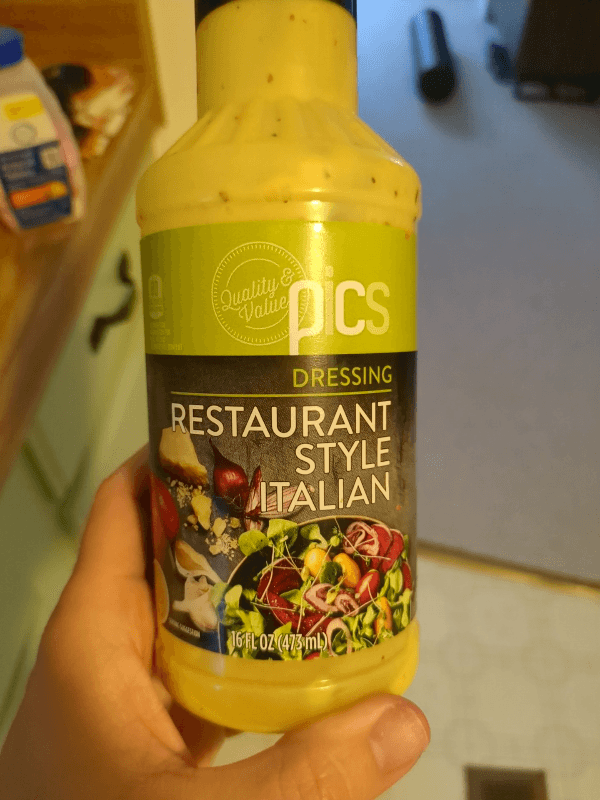 Quality &
Value
pics
DRESSING
RESTAURANT
STYLE
ITALIAN
16 FL OZ (473 mL)